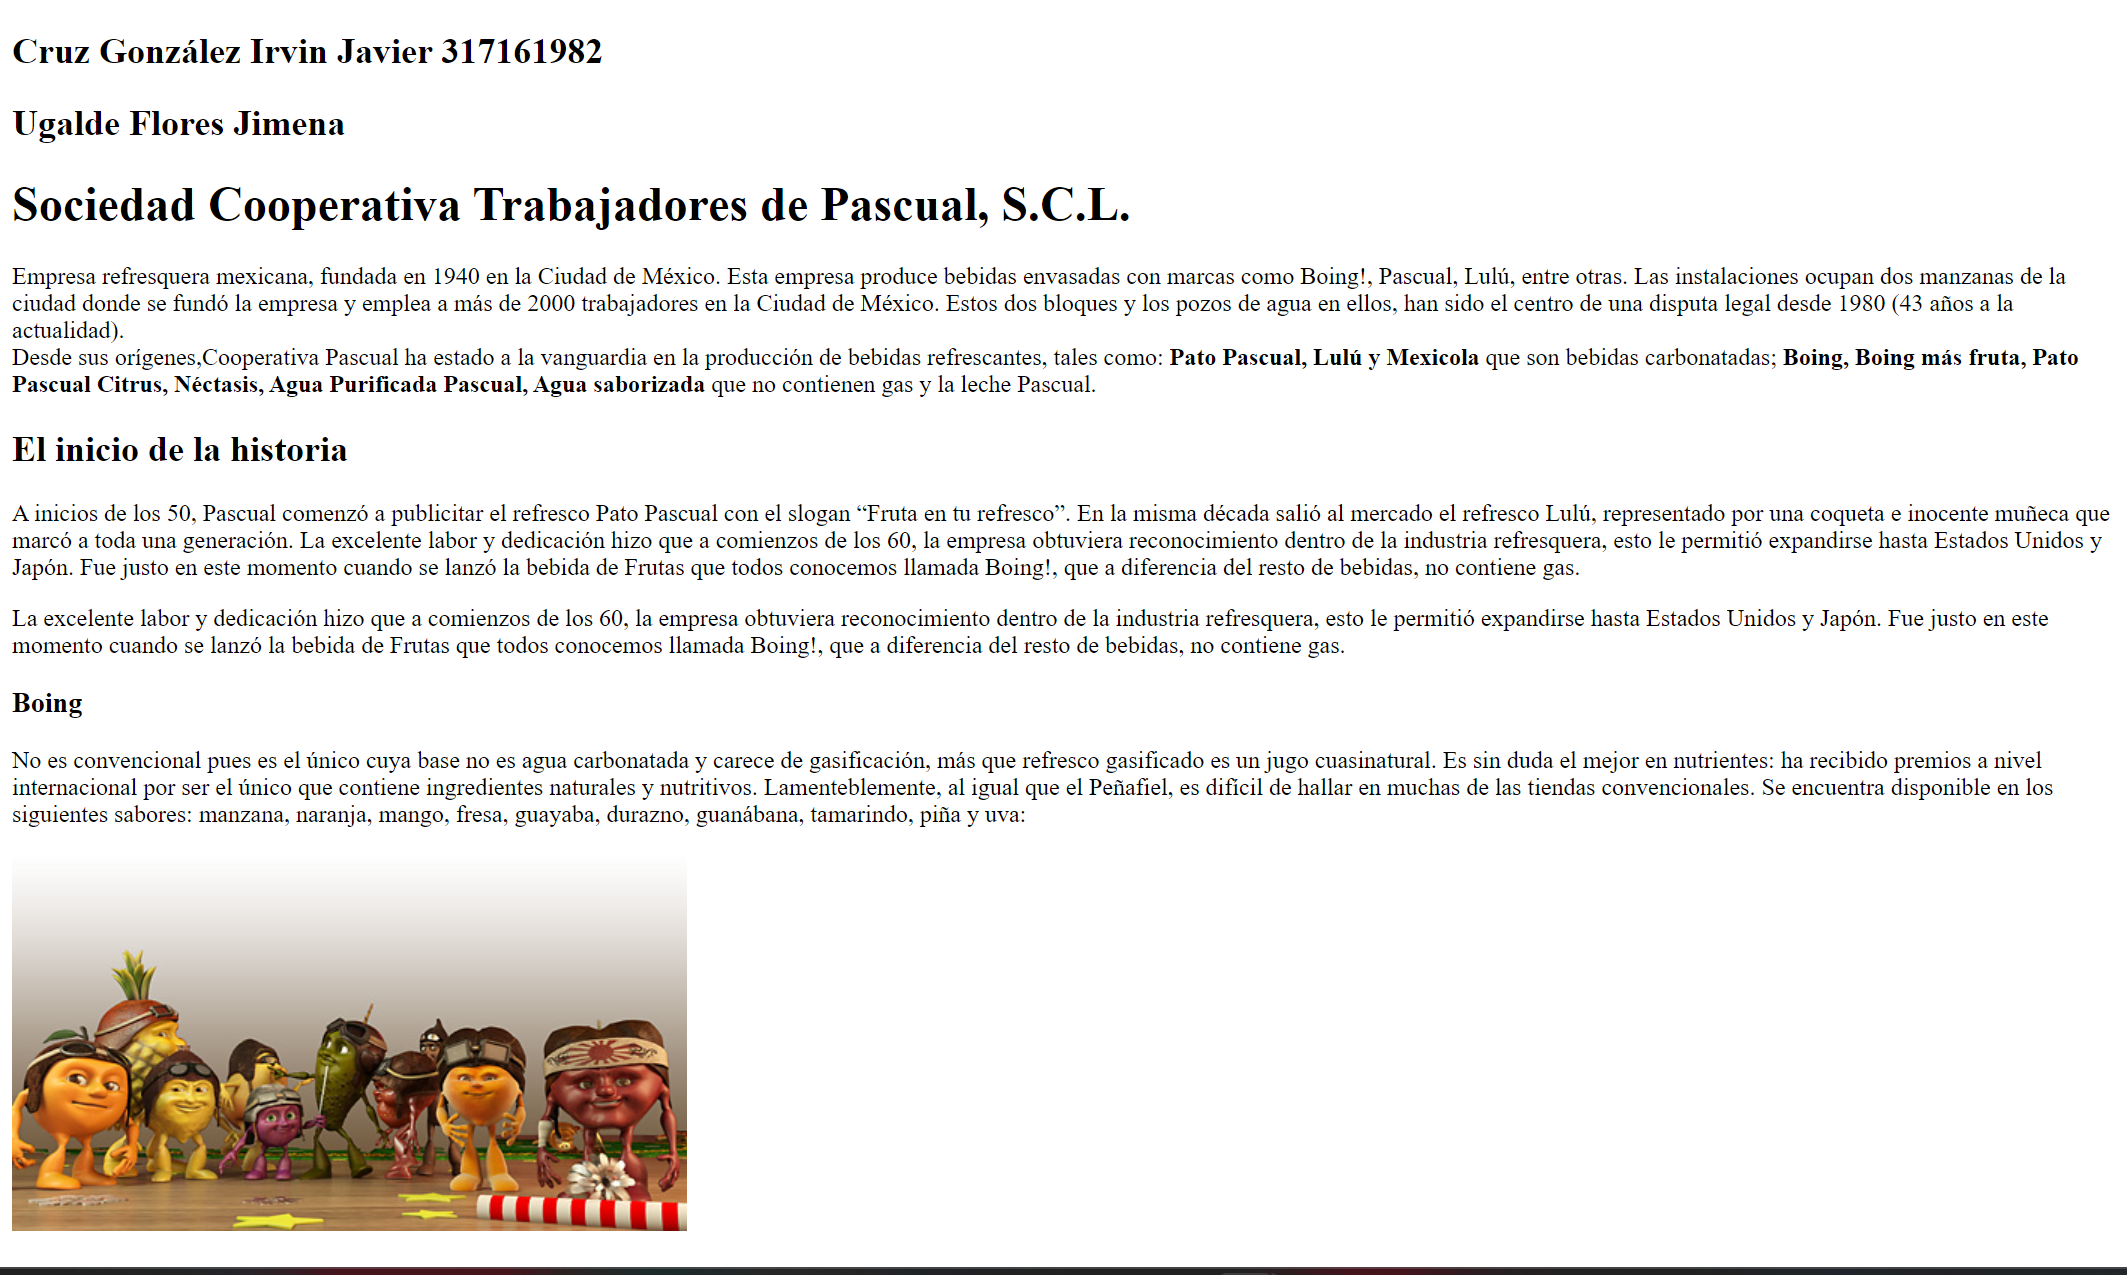 Cruz González Irvin Javier 317161982
Ugalde Flores Jimena
Sociedad Cooperativa Trabajadores de Pascual, S.C.L.
Empresa refresquera mexicana, fundada en 1940 en la Ciudad de México. Esta empresa produce bebidas envasadas con marcas como Boing!, Pascual, Lulú, entre otras. Las instalaciones ocupan dos manzanas de la
ciudad donde se fundó la empresa y emplea a más de 2000 trabajadores en la Ciudad de México. Estos dos bloques y los pozos de agua en ellos, han sido el centro de una disputa legal desde 1980 (43 años a la
actualidad).
Desde sus orígenes,Cooperativa Pascual ha estado a la vanguardia en la producción de bebidas refrescantes, tales como: Pato Pascual, Lulú y Mexicola que son bebidas carbonatadas; Boing, Boing más fruta, Pato
Pascual Citrus, Néctasis, Agua Purificada Pascual, Agua saborizada que no contienen gas y la leche Pascual.
El inicio de la historia
A inicios de los 50, Pascual comenzó a publicitar el refresco Pato Pascual con el slogan “Fruta en tu refresco”. En la misma década salió al mercado el refresco Lulú, representado por una coqueta e inocente muñeca que
marcó a toda una generación. La excelente labor y dedicación hizo que a comienzos de los 60, la empresa obtuviera reconocimiento dentro de la industria refresquera, esto le permitió expandirse hasta Estados Unidos y
Japón. Fue justo en este momento cuando se lanzó la bebida de Frutas que todos conocemos llamada Boing!, que a diferencia del resto de bebidas, no contiene gas.
La excelente labor y dedicación hizo que a comienzos de los 60, la empresa obtuviera reconocimiento dentro de la industria refresquera, esto le permitió expandirse hasta Estados Unidos y Japón. Fue justo en este
momento cuando se lanzó la bebida de Frutas que todos conocemos llamada Boing!, que a diferencia del resto de bebidas, no contiene gas.
Boing
No es convencional pues es el único cuya base no es agua carbonatada y carece de gasificación, más que refresco gasificado es un jugo cuasinatural. Es sin duda el mejor en nutrientes: ha recibido premios a nivel
internacional por ser el único que contiene ingredientes naturales y nutritivos. Lamenteblemente, al igual que el Peñafiel, es difícil de hallar en muchas de las tiendas convencionales. Se encuentra disponible en los
siguientes sabores: manzana, naranja, mango, fresa, guayaba, durazno, guanábana, tamarindo, piña y uva: